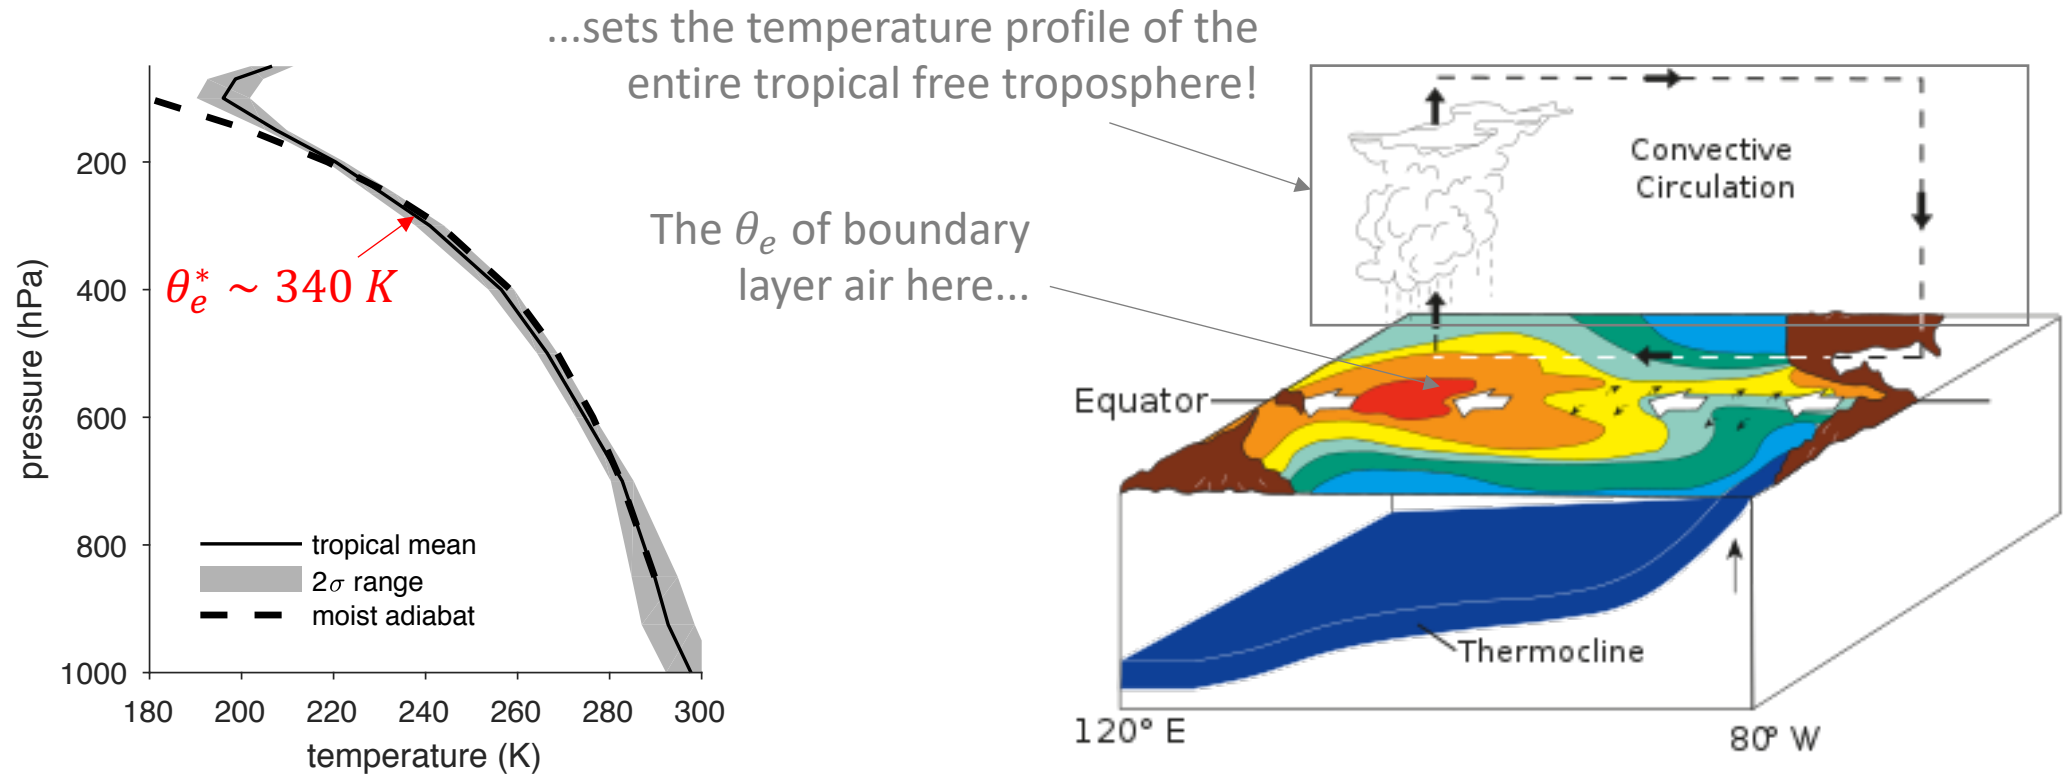 ...sets the temperature profile of the
entire tropical free troposphere!
The θₑ of boundary
layer air here...
200
400
600
800
1000
pressure (hPa)
θₑ* ~ 340 K
tropical mean
2σ range
moist adiabat
180 200 220 240 260 280 300
temperature (K)
Convective
Circulation
Equator
Thermocline
120° E
80° W